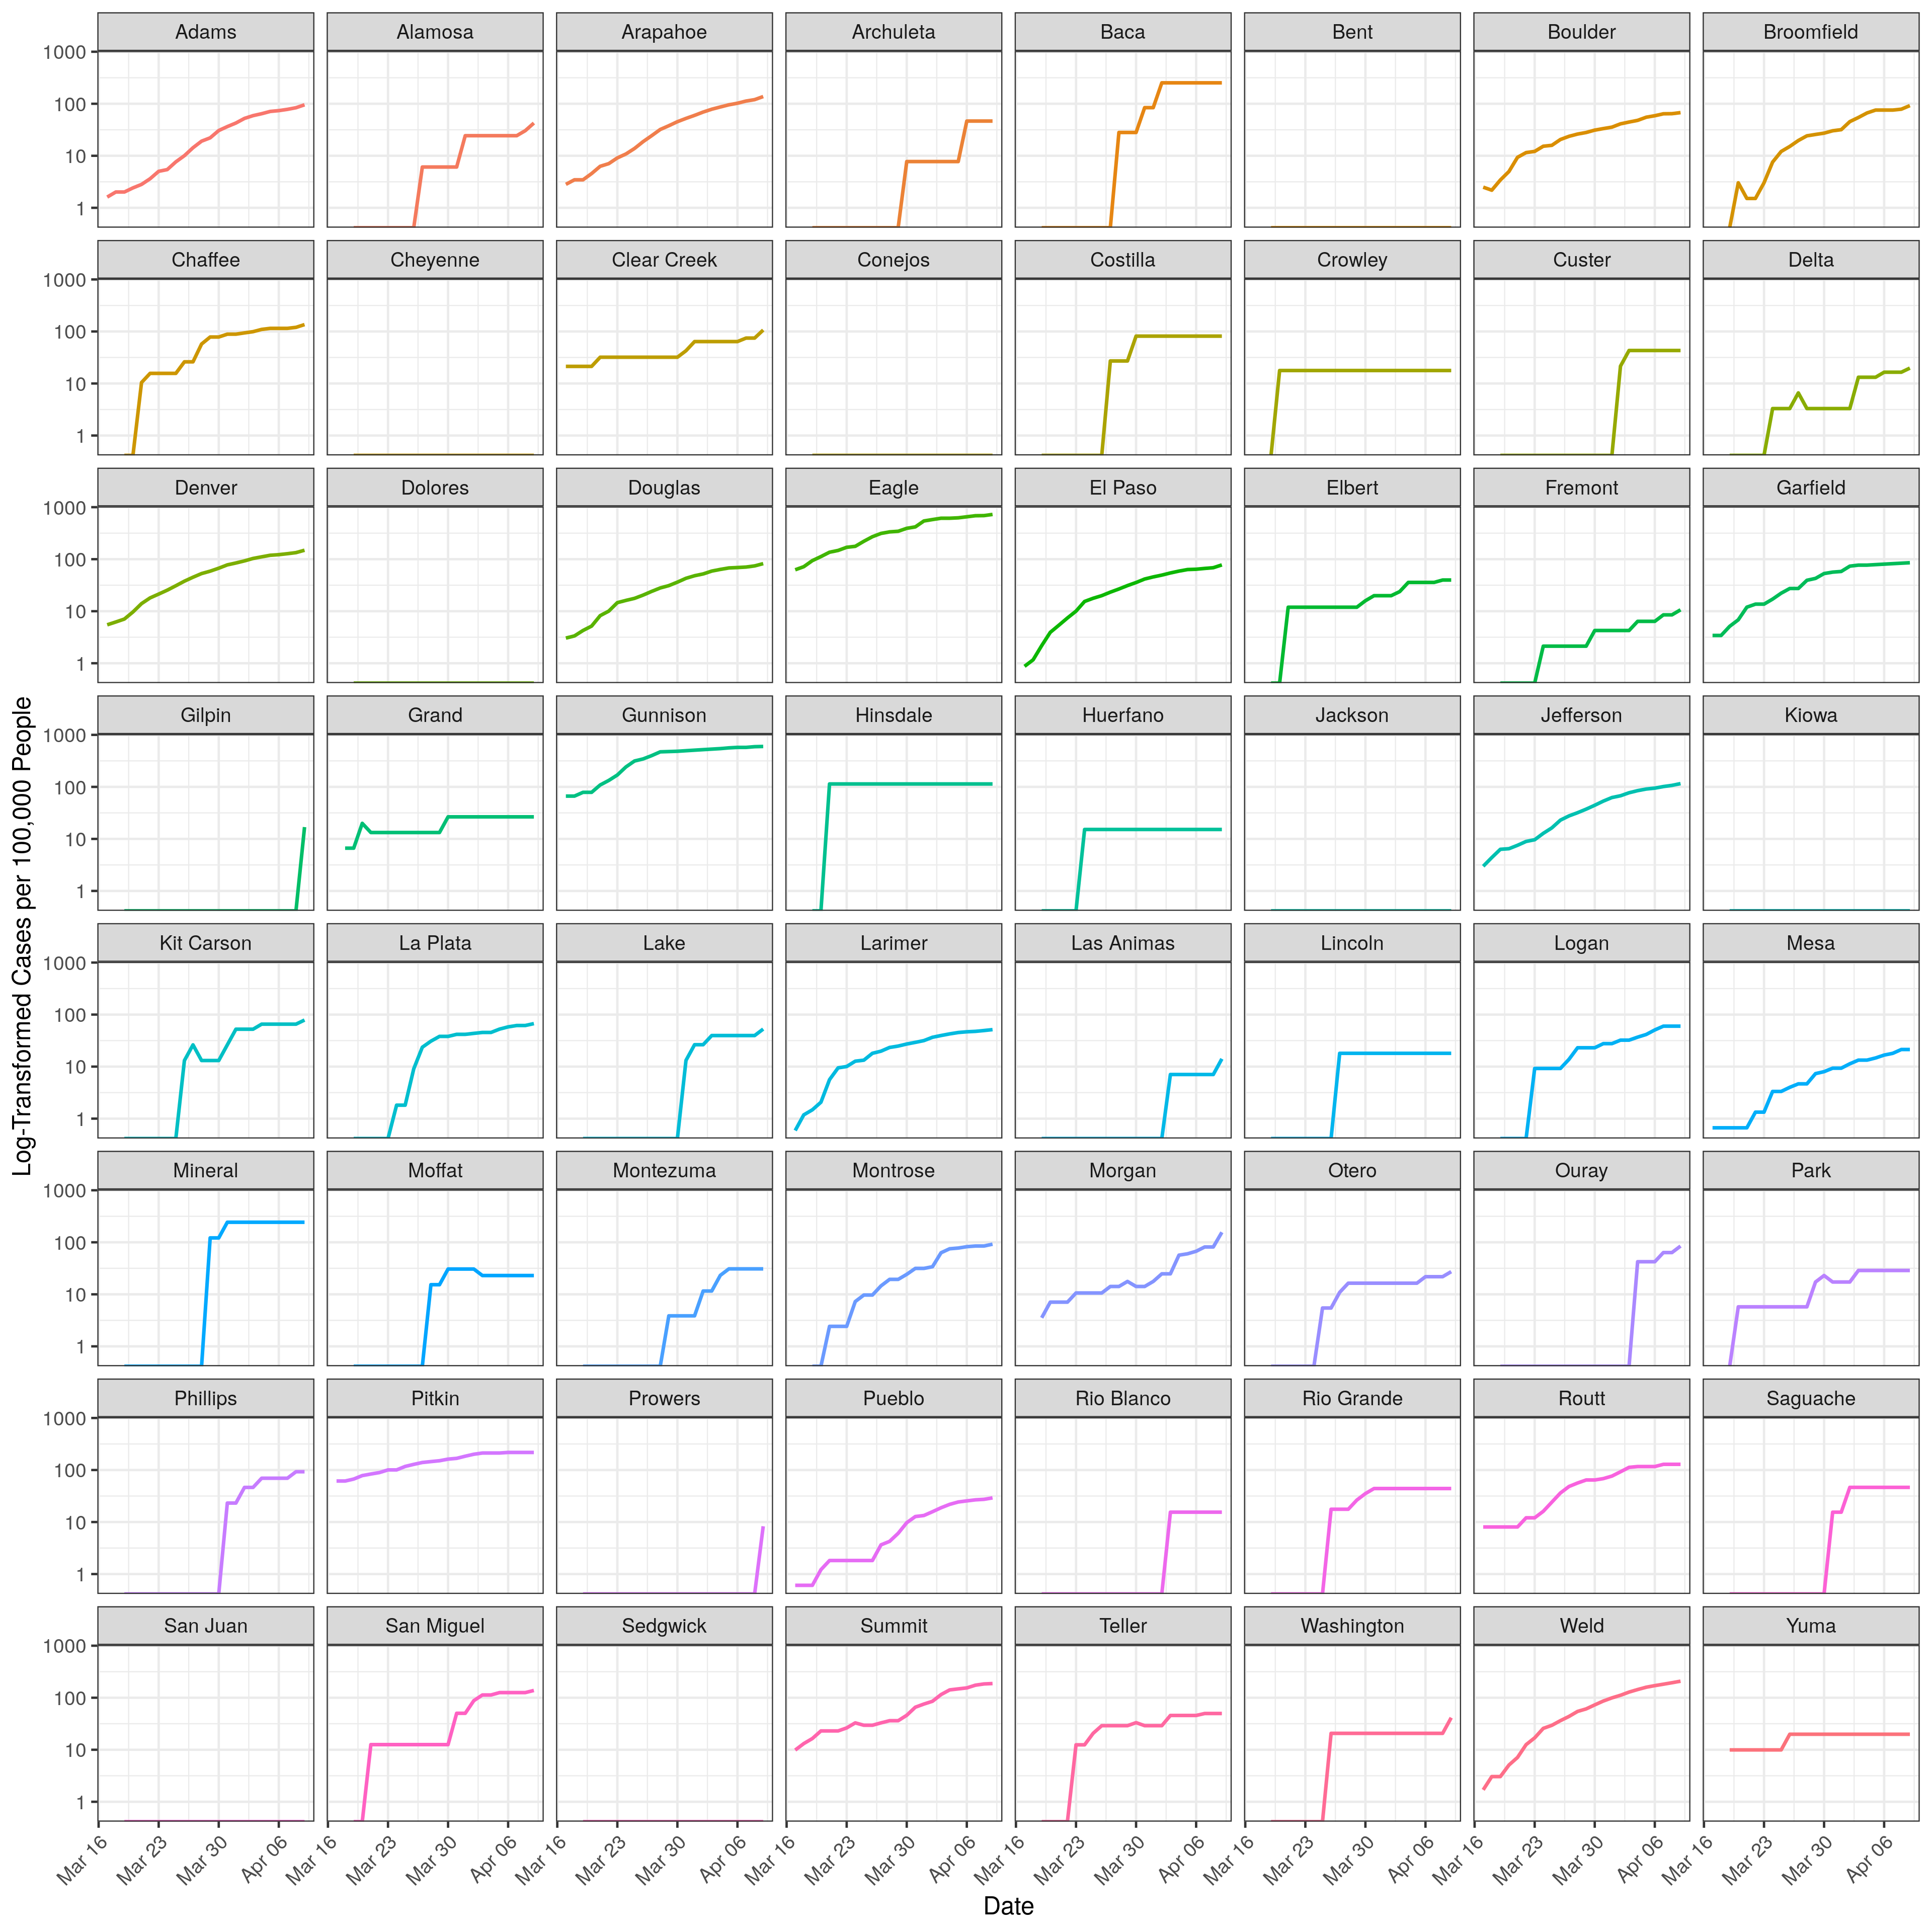 Adams Alamosa Arapahoe Archuleta Baca Bent Boulder Broomfield
1000
100
10
1
Chaffee Cheyenne Clear Creek Conejos Costilla Crowley Custer Delta
1000
100
10
1
Denver Dolores Douglas Eagle El Paso Elbert Fremont Garfield
1000
100
10
1
Gilpin Grand Gunnison Hinsdale Huerfano Jackson Jefferson Kiowa
1000
100
10
1
Log-Transformed Cases per 100,000 People
Kit Carson La Plata Lake Larimer Las Animas Lincoln Logan Mesa
1000
100
10
1
Mineral Moffat Montezuma Montrose Morgan Otero Ouray Park
1000
100
10
1
Phillips Pitkin Prowers Pueblo Rio Blanco Rio Grande Routt Saguache
1000
100
10
1
San Juan San Miguel Sedgwick Summit Teller Washington Weld Yuma
1000
100
10
1
Mar 16 Mar 23 Mar 30 Apr 06 Mar 16 Mar 23 Mar 30 Apr 06 Mar 16 Mar 23 Mar 30 Apr 06 Mar 16 Mar 23 Mar 30 Apr 06 Mar 16 Mar 23 Mar 30 Apr 06 Mar 16 Mar 23 Mar 30 Apr 06 Mar 16 Mar 23 Mar 30 Apr 06 Mar 16 Mar 23 Mar 30 Apr 06
Date